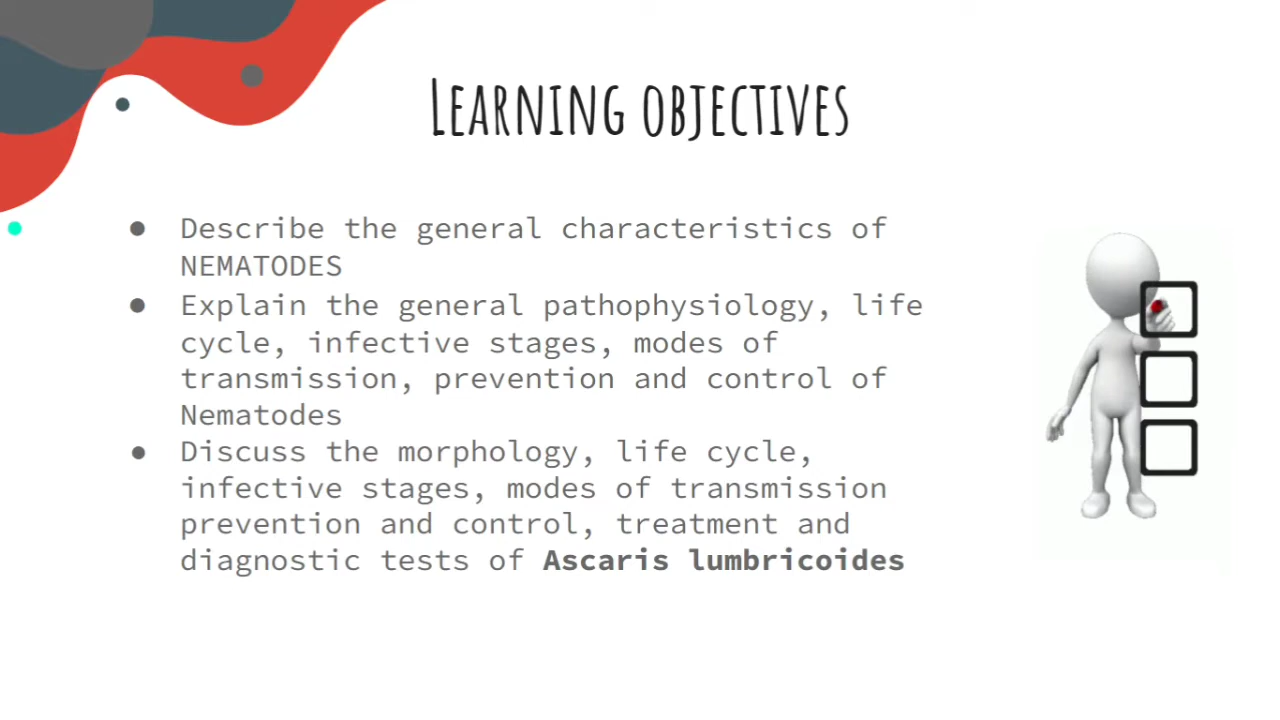 Learning objectives
● Describe the general characteristics of
NEMATODES
● Explain the general pathophysiology, life
cycle, infective stages, modes of
transmission, prevention and control of
Nematodes
● Discuss the morphology, life cycle,
infective stages, modes of transmission
prevention and control, treatment and
diagnostic tests of Ascaris lumbricoides